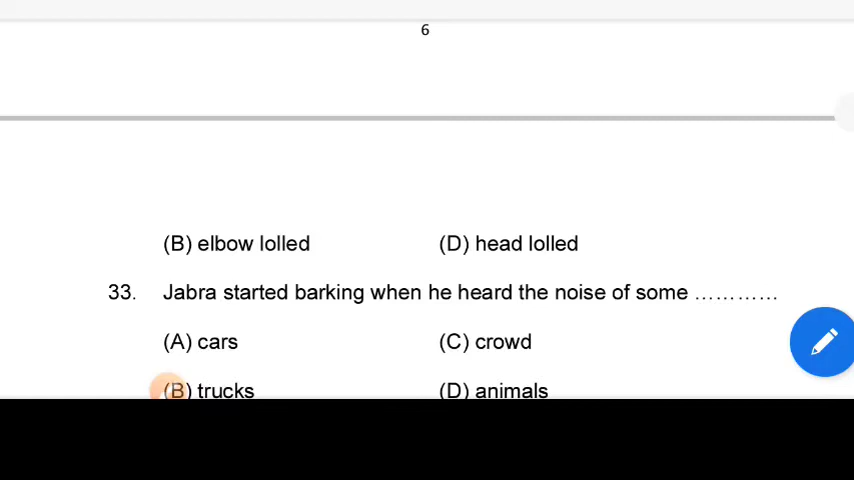 6
(B) elbow lolled (D) head lolled
33. Jabra started barking when he heard the noise of some …………
(A) cars (C) crowd
(B) trucks (D) animals